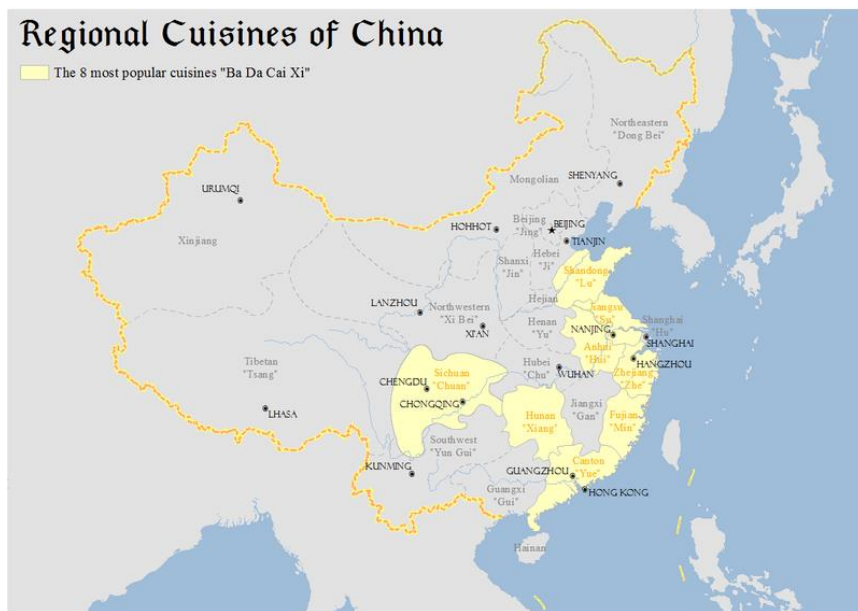 Regional Cuisines of China
The 8 most popular cuisines "Ba Da Cai Xi"
Northeastern
"Dong Bei"
SHENYANG
Mongolian
URUMQI
Xinjiang
HOHHOT
Beijing
"Jing"
BEIJING
TIANJIN
Hebei
"Ji"
Shanxi
"Jin"
Shandong
"Lu"
LANZHOU
Northwestern
"Xi Bei"
XI'AN
Hejian
Henan
"Yu"
Jiangsu
"Su"
NANJING
Shanghai
"Hu"
SHANGHAI
Anhui
"Hui"
HANGZHOU
Zhejiang
"Zhe"
Tibetan
"Tsang"
LHASA
Sichuan
"Chuan"
CHENGDU
CHONGQING
Hubei
"Chu"
WUHAN
Hunan
"Xiang"
Jiangxi
"Gan"
Fujian
"Min"
Southwest
"Yun Gui"
KUNMING
Guangxi
"Gui"
GUANGZHOU
Canton
"Yue"
HONG KONG
Hainan